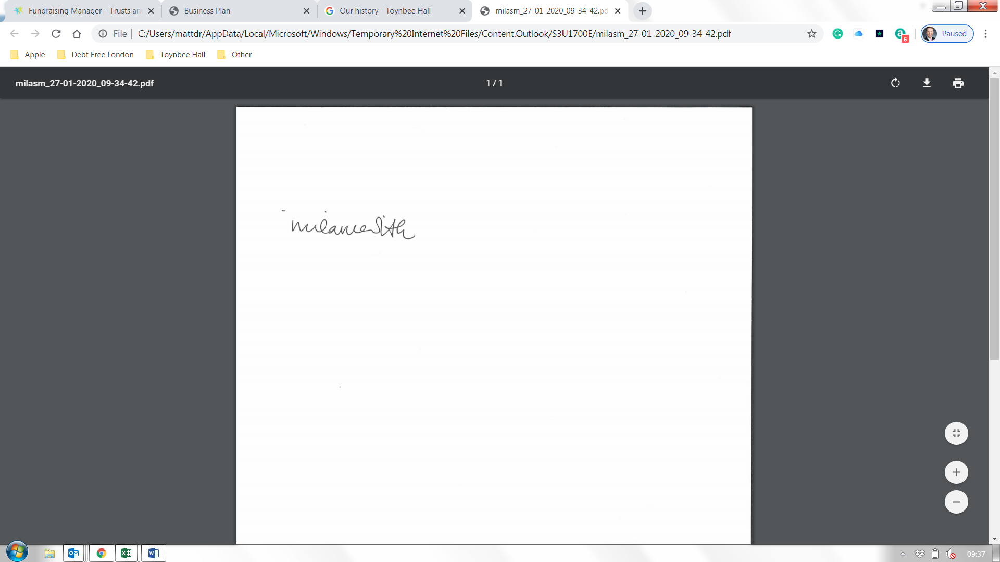 Fundraising Manager – Trusts an
Business Plan
Our history - Toynbee Hall
milasm_27-01-2020_09-34-42.pd
File
C:/Users/mattdr/AppData/Local/Microsoft/Windows/Temporary%20Internet%20Files/Content.Outlook/S3U1700E/milasm_27-01-2020_09-34-42.pdf
6
Paused
Apple
Debt Free London
Toynbee Hall
Other
milasm_27-01-2020_09-34-42.pdf
1 / 1
09:37